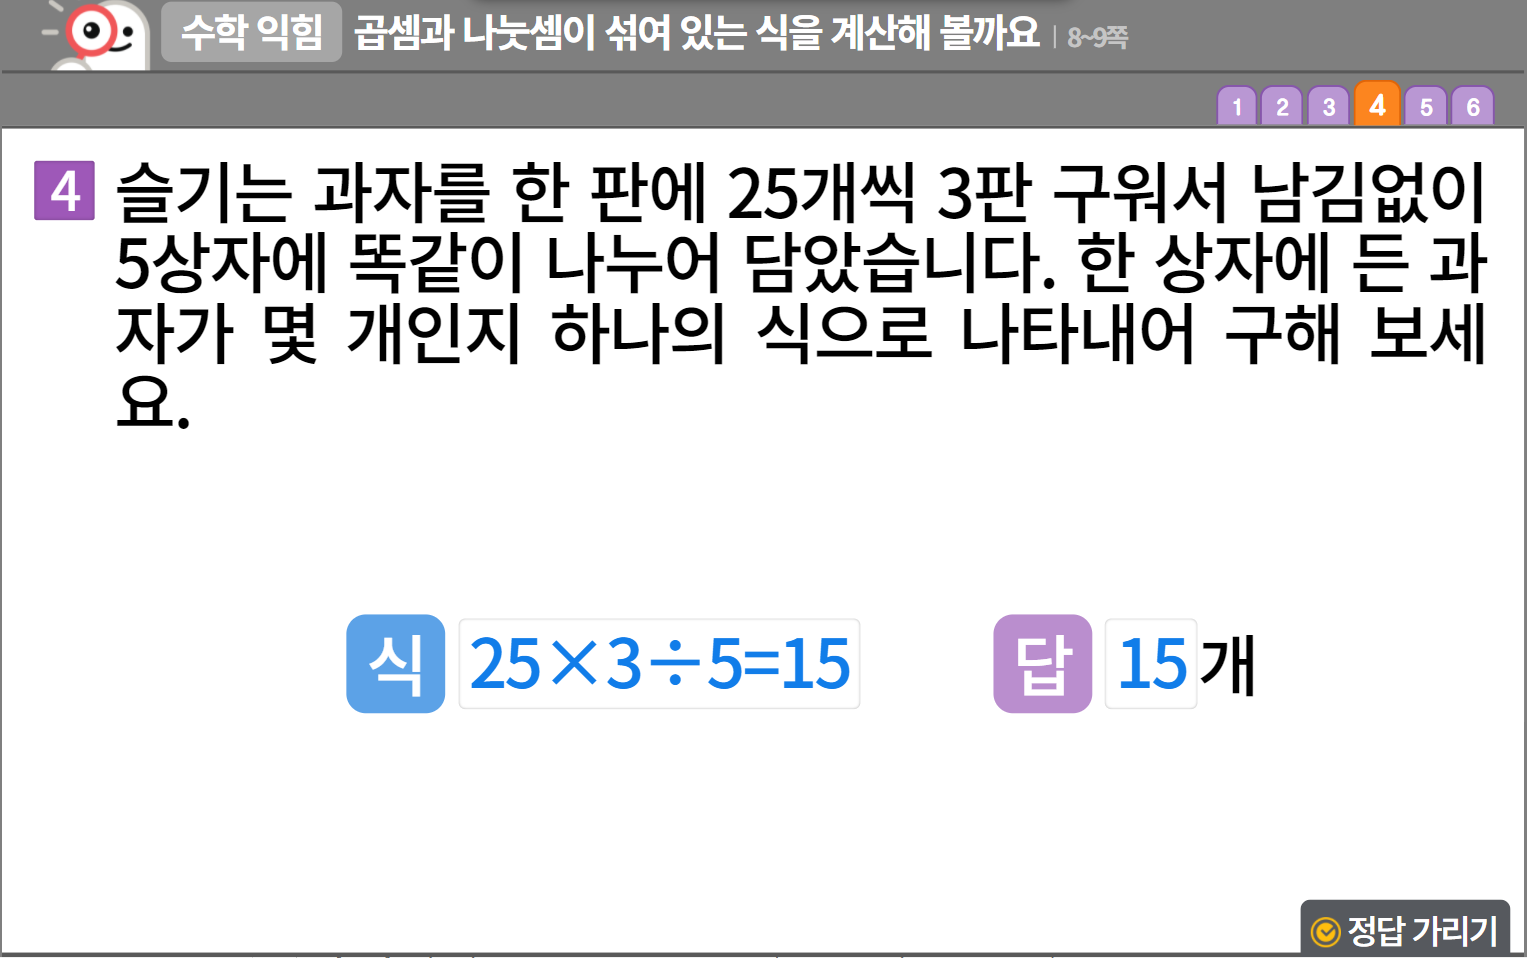 수학 익힘 곱셈과 나눗셈이 섞여 있는 식을 계산해 볼까요 | 8~9쪽
1 2 3 4 5 6
4 슬기는 과자를 한 판에 25개씩 3판 구워서 남김없이
5상자에 똑같이 나누어 담았습니다. 한 상자에 든 과
자가 몇 개인지 하나의 식으로 나타내어 구해 보세
요.
식 25×3÷5=15 답 15개
정답 가리기